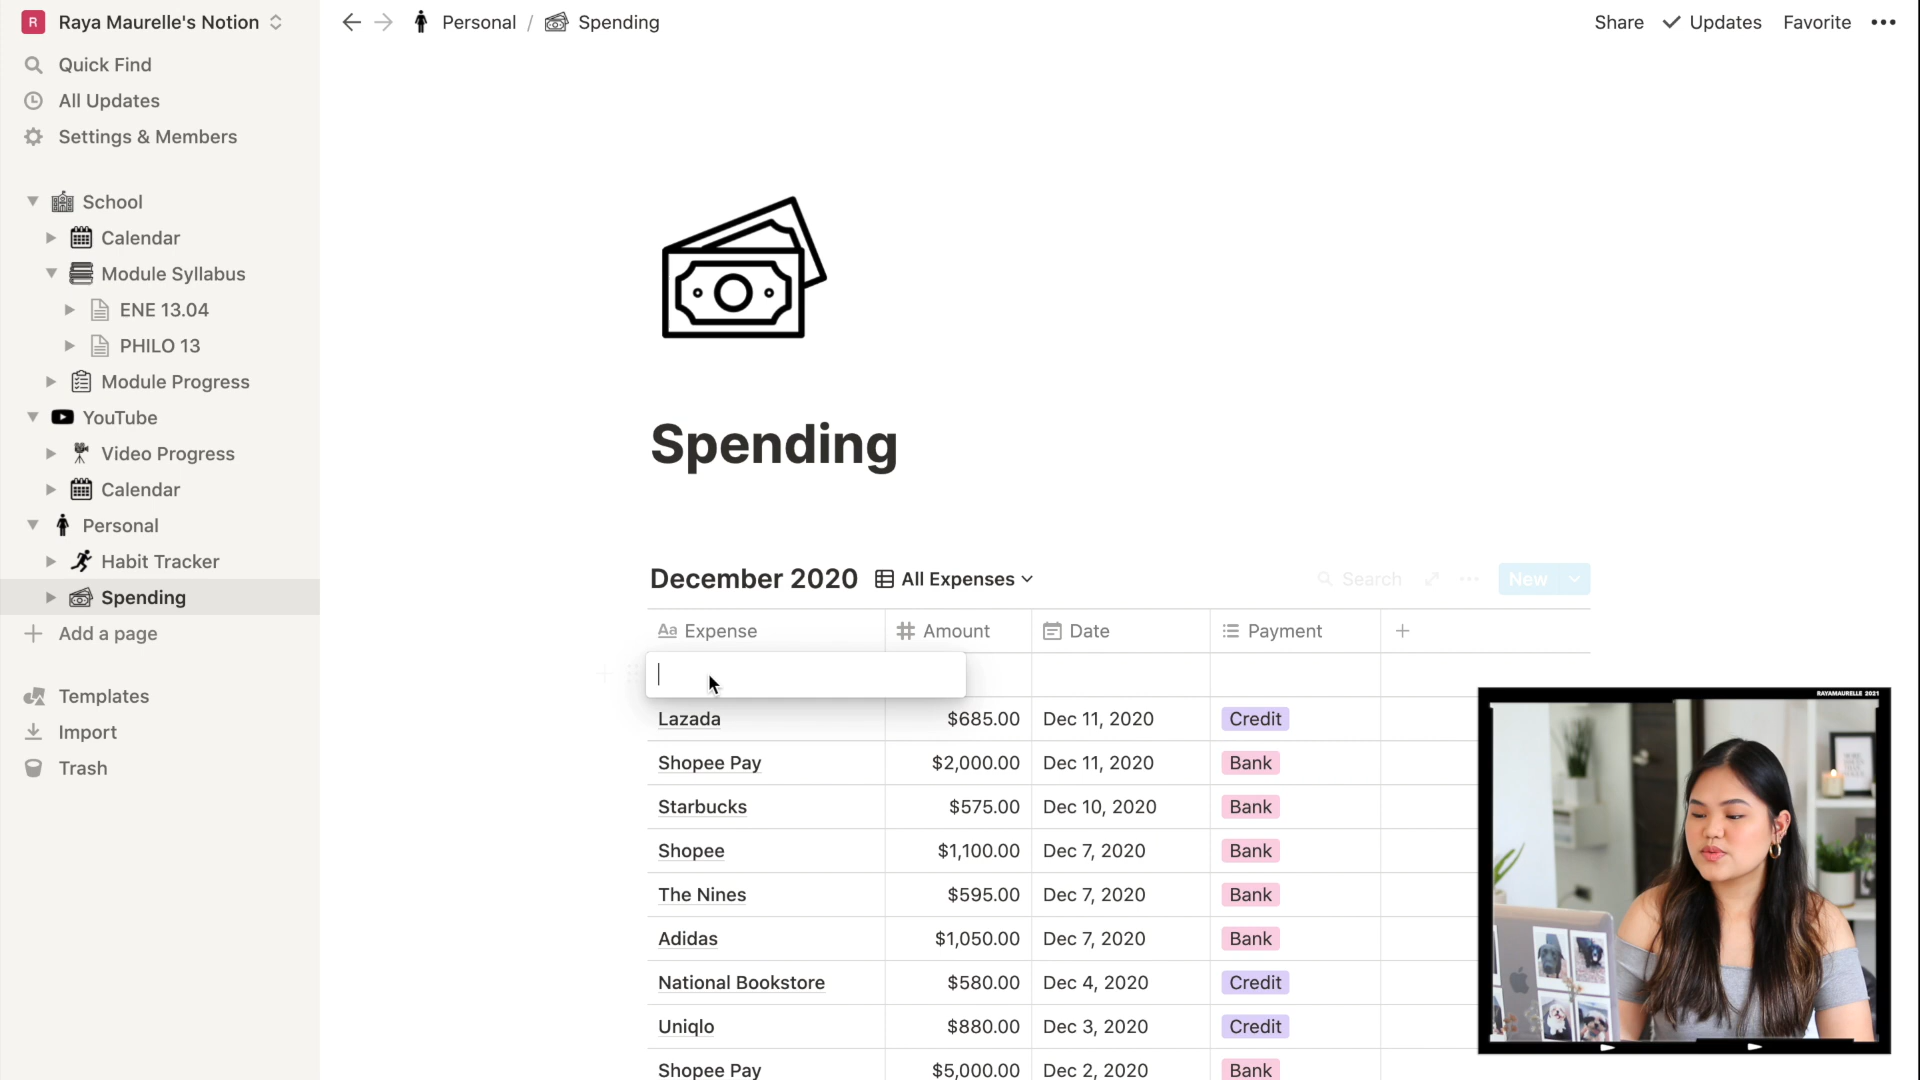 R Raya Maurelle's Notion
Personal / Spending
Share Updates Favorite
Quick Find
All Updates
Settings & Members
School
Calendar
Module Syllabus
ENE 13.04
PHILO 13
Module Progress
YouTube
Video Progress
Calendar
Personal
Habit Tracker
Spending
Add a page
Templates
Import
Trash
Spending
December 2020 All Expenses Search New
Aa Expense Amount Date Payment
Lazada $685.00 Dec 11, 2020 Credit
Shopee Pay $2,000.00 Dec 11, 2020 Bank
Starbucks $575.00 Dec 10, 2020 Bank
Shopee $1,100.00 Dec 7, 2020 Bank
The Nines $595.00 Dec 7, 2020 Bank
Adidas $1,050.00 Dec 7, 2020 Bank
National Bookstore $580.00 Dec 4, 2020 Credit
Uniqlo $880.00 Dec 3, 2020 Credit
Shopee Pay $5,000.00 Dec 2, 2020 Bank
RAYAMAURELLE 2021